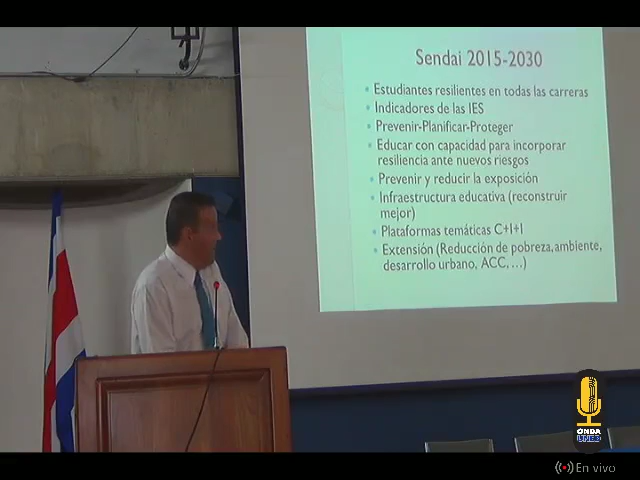 Sendai 2015-2030
Estudiantes resilientes en todas las carreras
Indicadores de las IES
Prevenir-Planificar-Proteger
Educar con capacidad para incorporar
resiliencia ante nuevos riesgos
Prevenir y reducir la exposición
Infraestructura educativa (reconstruir
mejor)
Plataformas temáticas C+I+I
Extensión (Reducción de pobreza,ambiente,
desarrollo urbano, ACC, ...)
ONDA
UNED
En vivo